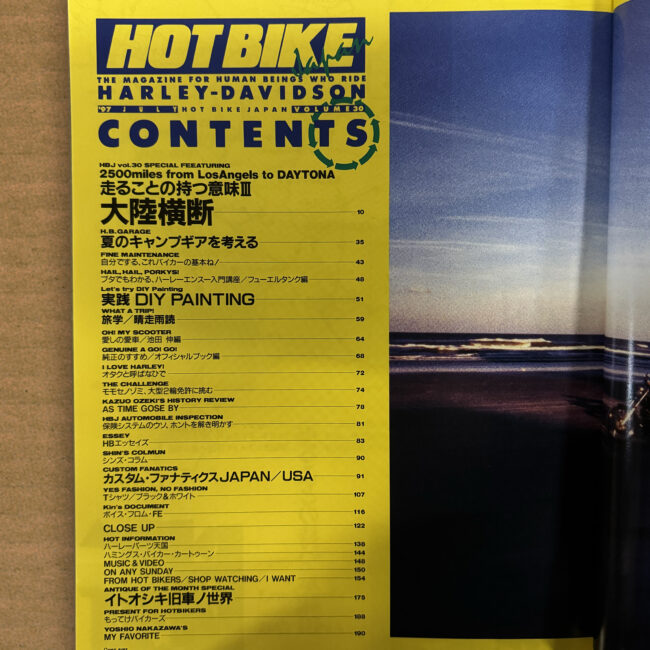 HOT BIKE
Japan
THE MAGAZINE FOR HUMAN BEINGS WHO RIDE
HARLEY-DAVIDSON
'97 JULY HOT BIKE JAPAN VOLUME 30
CONTENTS
HBJ vol.30 SPECIAL FEEATURING
2500miles from LosAngels to DAYTONA
走ることの持つ意味III
大陸横断 10
H.B.GARAGE
夏のキャンプギアを考える 35
FINE MAINTENANCE
自分でする、これバイカーの基本ね! 43
HAIL, HAIL, PORKYS!
ブタでもわかる、ハーレーエンスー入門講座／フューエルタンク編 48
Let's try DIY Painting
実践 DIY PAINTING 51
WHAT A TRIP!
旅学／晴走雨読 59
OH! MY SCOOTER
愛しの愛車／池田 伸編 64
GENUINE A GO! GO!
純正のすすめ／オフィシャルブック編 68
I LOVE HARLEY!
オタクと呼ばなひで 72
THE CHALLENGE
モモセノゾミ、大型2輪免許に挑む 74
KAZUO OZEKI'S HISTORY REVIEW
AS TIME GOSE BY 78
HBJ AUTOMOBILE INSPECTION
保険システムのウソ、ホントを解き明かす 81
ESSEY
HBエッセイズ 83
SHIN'S COLMUN
シンズ・コラム 90
CUSTOM FANATICS
カスタム・ファナティクスJAPAN／USA 91
YES FASHION, NO FASHION
Tシャツ／ブラック&ホワイト 107
Kin's DOCUMENT
ボイス・フロム・FE 116
CLOSE UP 122
HOT INFORMATION
ハーレーパーツ天国 138
ハミングス・バイカー・カートゥーン 144
MUSIC & VIDEO 148
ON ANY SUNDAY 150
FROM HOT BIKERS／SHOP WATCHING／I WANT 154
ANTIQUE OF THE MONTH SPECIAL
イトオシキ旧車ノ世界 175
PRESENT FOR HOTBIKERS
もってけバイカーズ 188
YOSHIO NAKAZAWA'S
MY FAVORITE 190